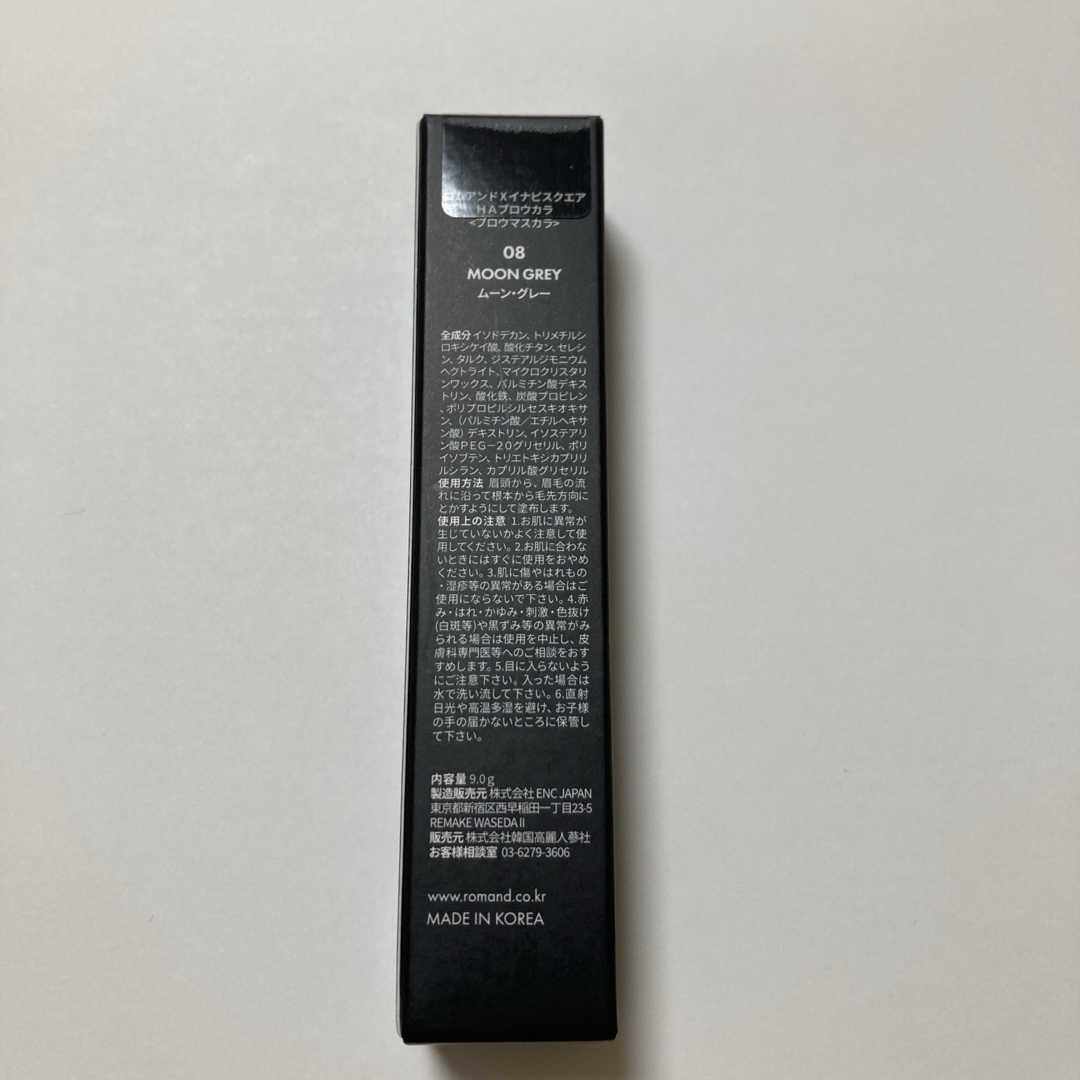 ロムアンドXイナピスクエア
HAブロウカラ
<ブロウマスカラ>
08
MOON GREY
ムーン・グレー
全成分 イソドデカン、トリメチルシ
ロキシケイ酸、酸化チタン、セレシ
ン、タルク、ジステアルジモニウム
ヘクトライト、マイクロクリスタリ
ンワックス、パルミチン酸デキス
トリン、酸化鉄、炭酸プロピレン
、ポリプロピルシルセスキオキサ
ン、(パルミチン酸/エチルヘキサ
ン酸)デキストリン、イソステアリ
ン酸PEG-20グリセリル、ポリ
イソブテン、トリエトキシカプリリ
ルシラン、カプリル酸グリセリル
使用方法 眉頭から、眉毛の流
れに沿って根本から毛先方向に
とかすようにして塗布します。
使用上の注意 1.お肌に異常が
生じていないかよく注意して使
用してください。2.お肌に合わな
いときにはすぐに使用をおやめ
ください。3.肌に傷やはれもの
・湿疹等の異常がある場合はご
使用にならないで下さい。4.赤
み・はれ・かゆみ・刺激・色抜け
(白斑等)や黒ずみ等の異常がみ
られる場合は使用を中止し、皮
膚科専門医等へのご相談をおす
すめします。5.目に入らないよう
にご注意下さい。入った場合は
水で洗い流して下さい。6.直射
日光や高温多湿を避け、お子様
の手の届かないところに保管し
て下さい。
内容量 9.0g
製造販売元 株式会社 ENC JAPAN
東京都新宿区西早稲田一丁目23-5
REMAKE WASEDA II
販売元 株式会社韓国高麗人蔘社
お客様相談室 03-6279-3606
www.romand.co.kr
MADE IN KOREA